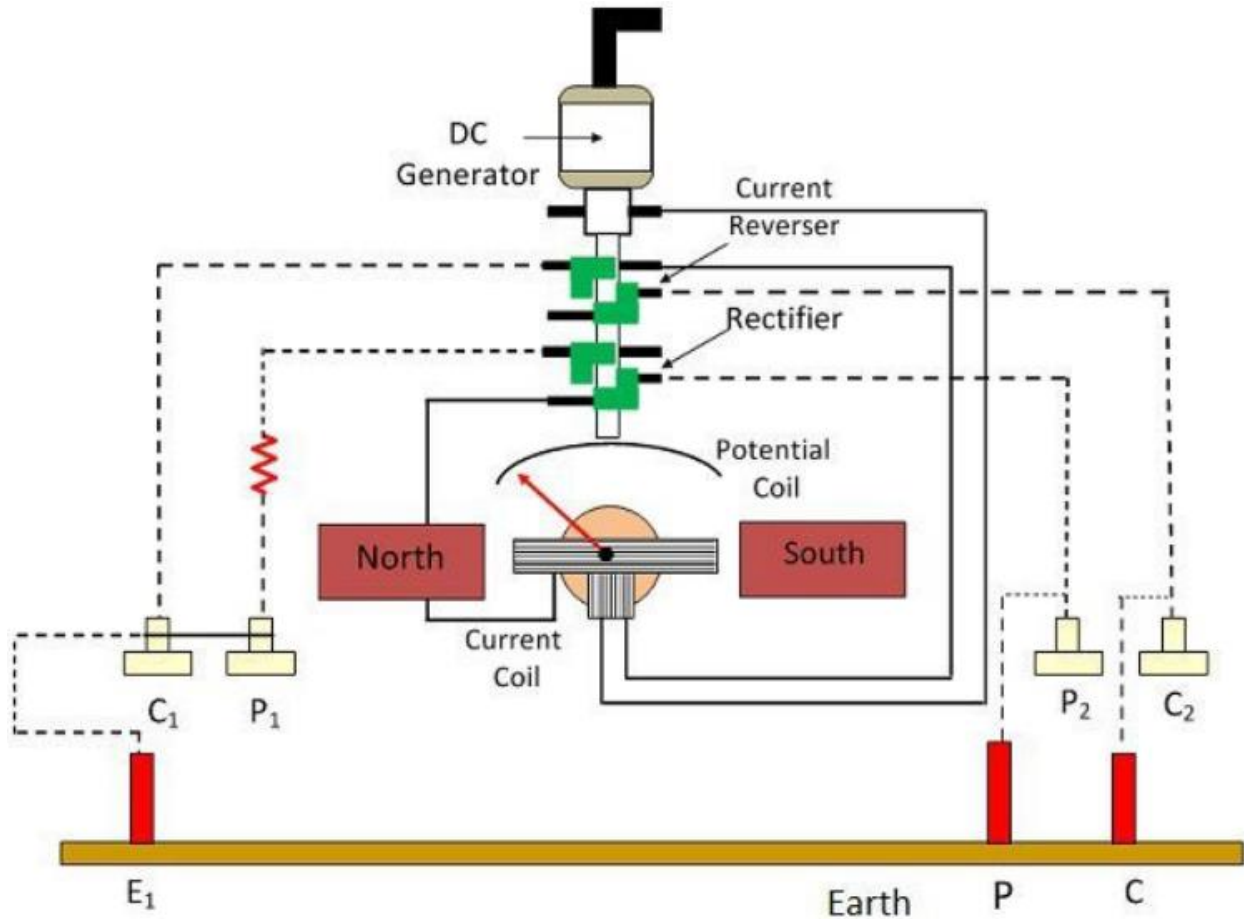 DC
Generator
Current
Reverser
Rectifier
Potential
Coil
North
South
Current
Coil
C₁
P₁
P₂
C₂
E₁
Earth
P
C